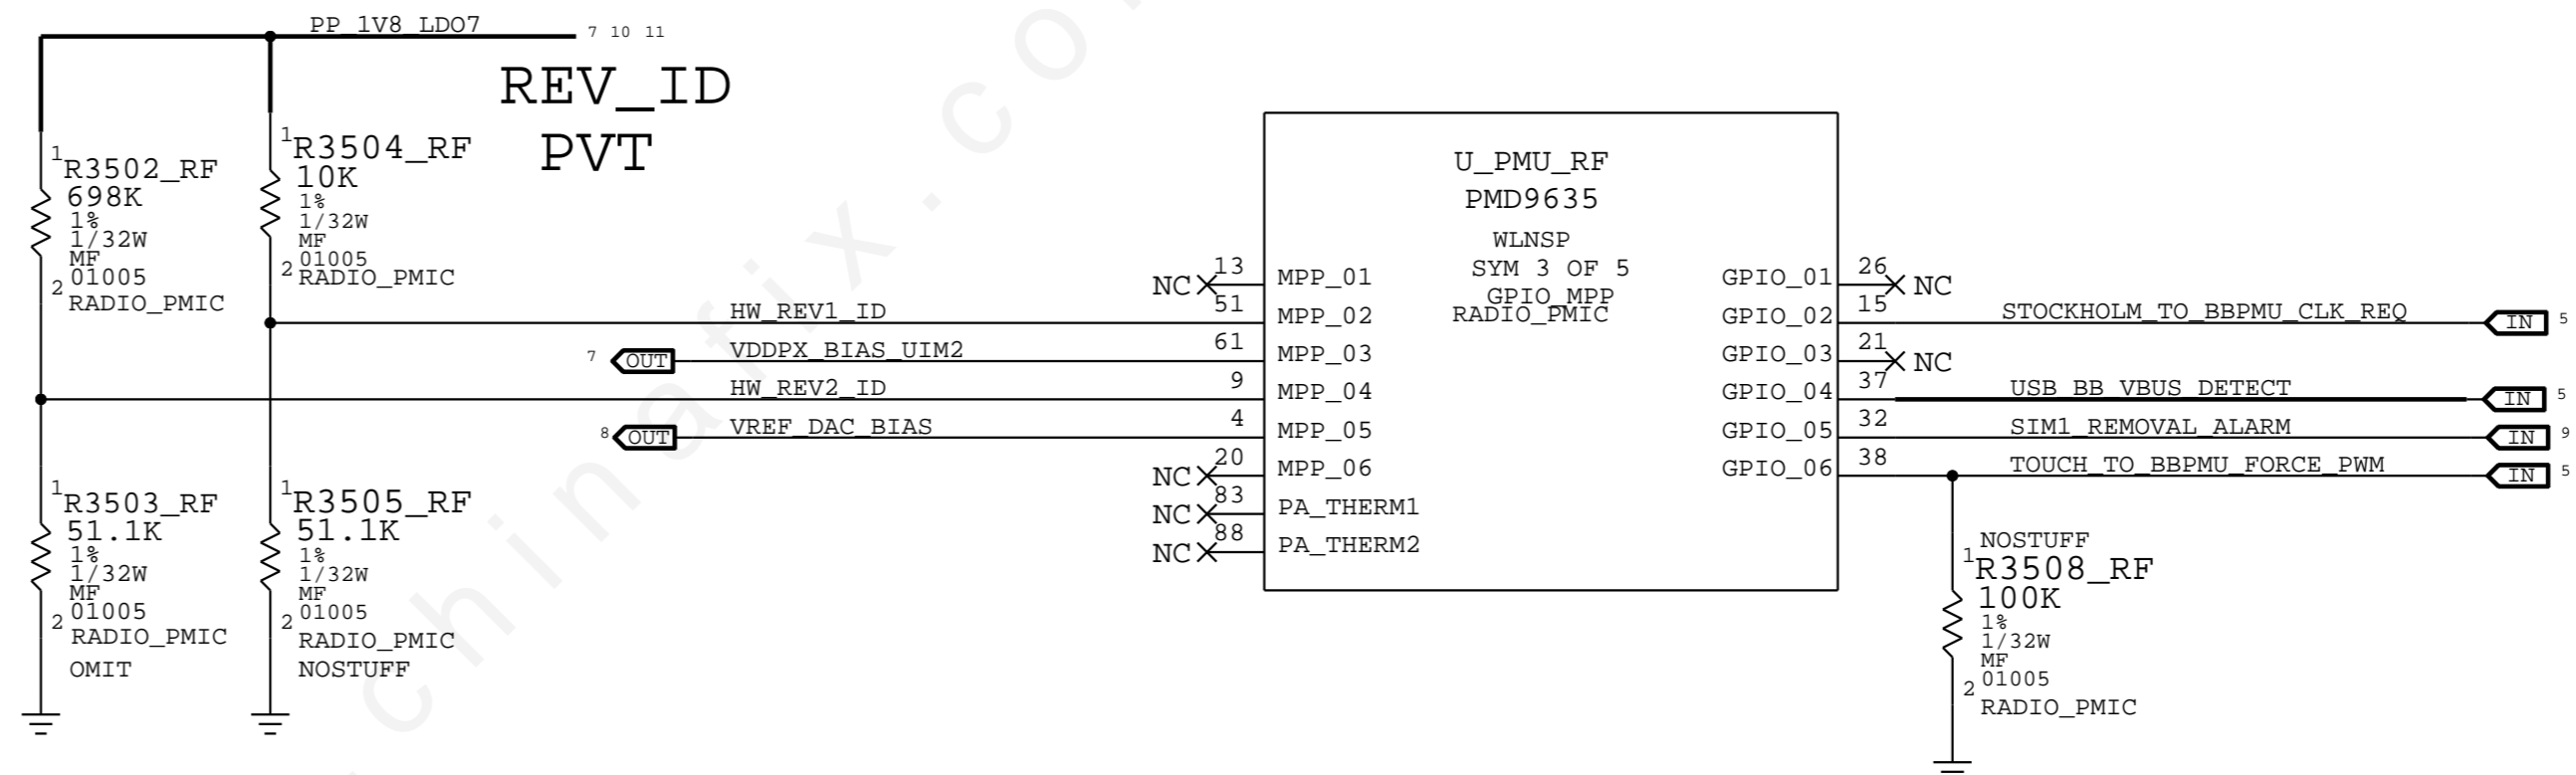 PP_1V8_LDO7
7 10 11
REV_ID
PVT
1
R3502_RF
698K
1%
1/32W
MF
01005
2
RADIO_PMIC
1
R3504_RF
10K
1%
1/32W
MF
01005
2
RADIO_PMIC
HW_REV1_ID
7 OUT VDDPX_BIAS_UIM2
HW_REV2_ID
8 OUT VREF_DAC_BIAS
1
R3503_RF
51.1K
1%
1/32W
MF
01005
2
RADIO_PMIC
OMIT
1
R3505_RF
51.1K
1%
1/32W
MF
01005
2
RADIO_PMIC
NOSTUFF
U_PMU_RF
PMD9635
WLNSP
SYM 3 OF 5
GPIO_MPP
RADIO_PMIC
NC 13 MPP_01
51 MPP_02
61 MPP_03
9 MPP_04
4 MPP_05
NC 20 MPP_06
NC 83 PA_THERM1
NC 88 PA_THERM2
GPIO_01 26 NC
GPIO_02 15 STOCKHOLM_TO_BBPMU_CLK_REQ IN 5
GPIO_03 21 NC
GPIO_04 37 USB_BB_VBUS_DETECT IN 5
GPIO_05 32 SIM1_REMOVAL_ALARM IN 9
GPIO_06 38 TOUCH_TO_BBPMU_FORCE_PWM IN 5
NOSTUFF
1
R3508_RF
100K
1%
1/32W
MF
01005
2
RADIO_PMIC
chinafix.co